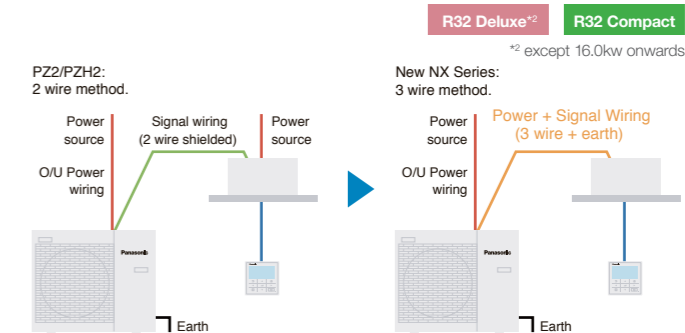 R32 Deluxe*2
R32 Compact
*2 except 16.0kw onwards
PZ2/PZH2:
2 wire method.
Power
source
Signal wiring
(2 wire shielded)
Power
source
O/U Power
wiring
Panasonic
Earth
New NX Series:
3 wire method.
Power
source
Power + Signal Wiring
(3 wire + earth)
O/U Power
wiring
Panasonic
Earth